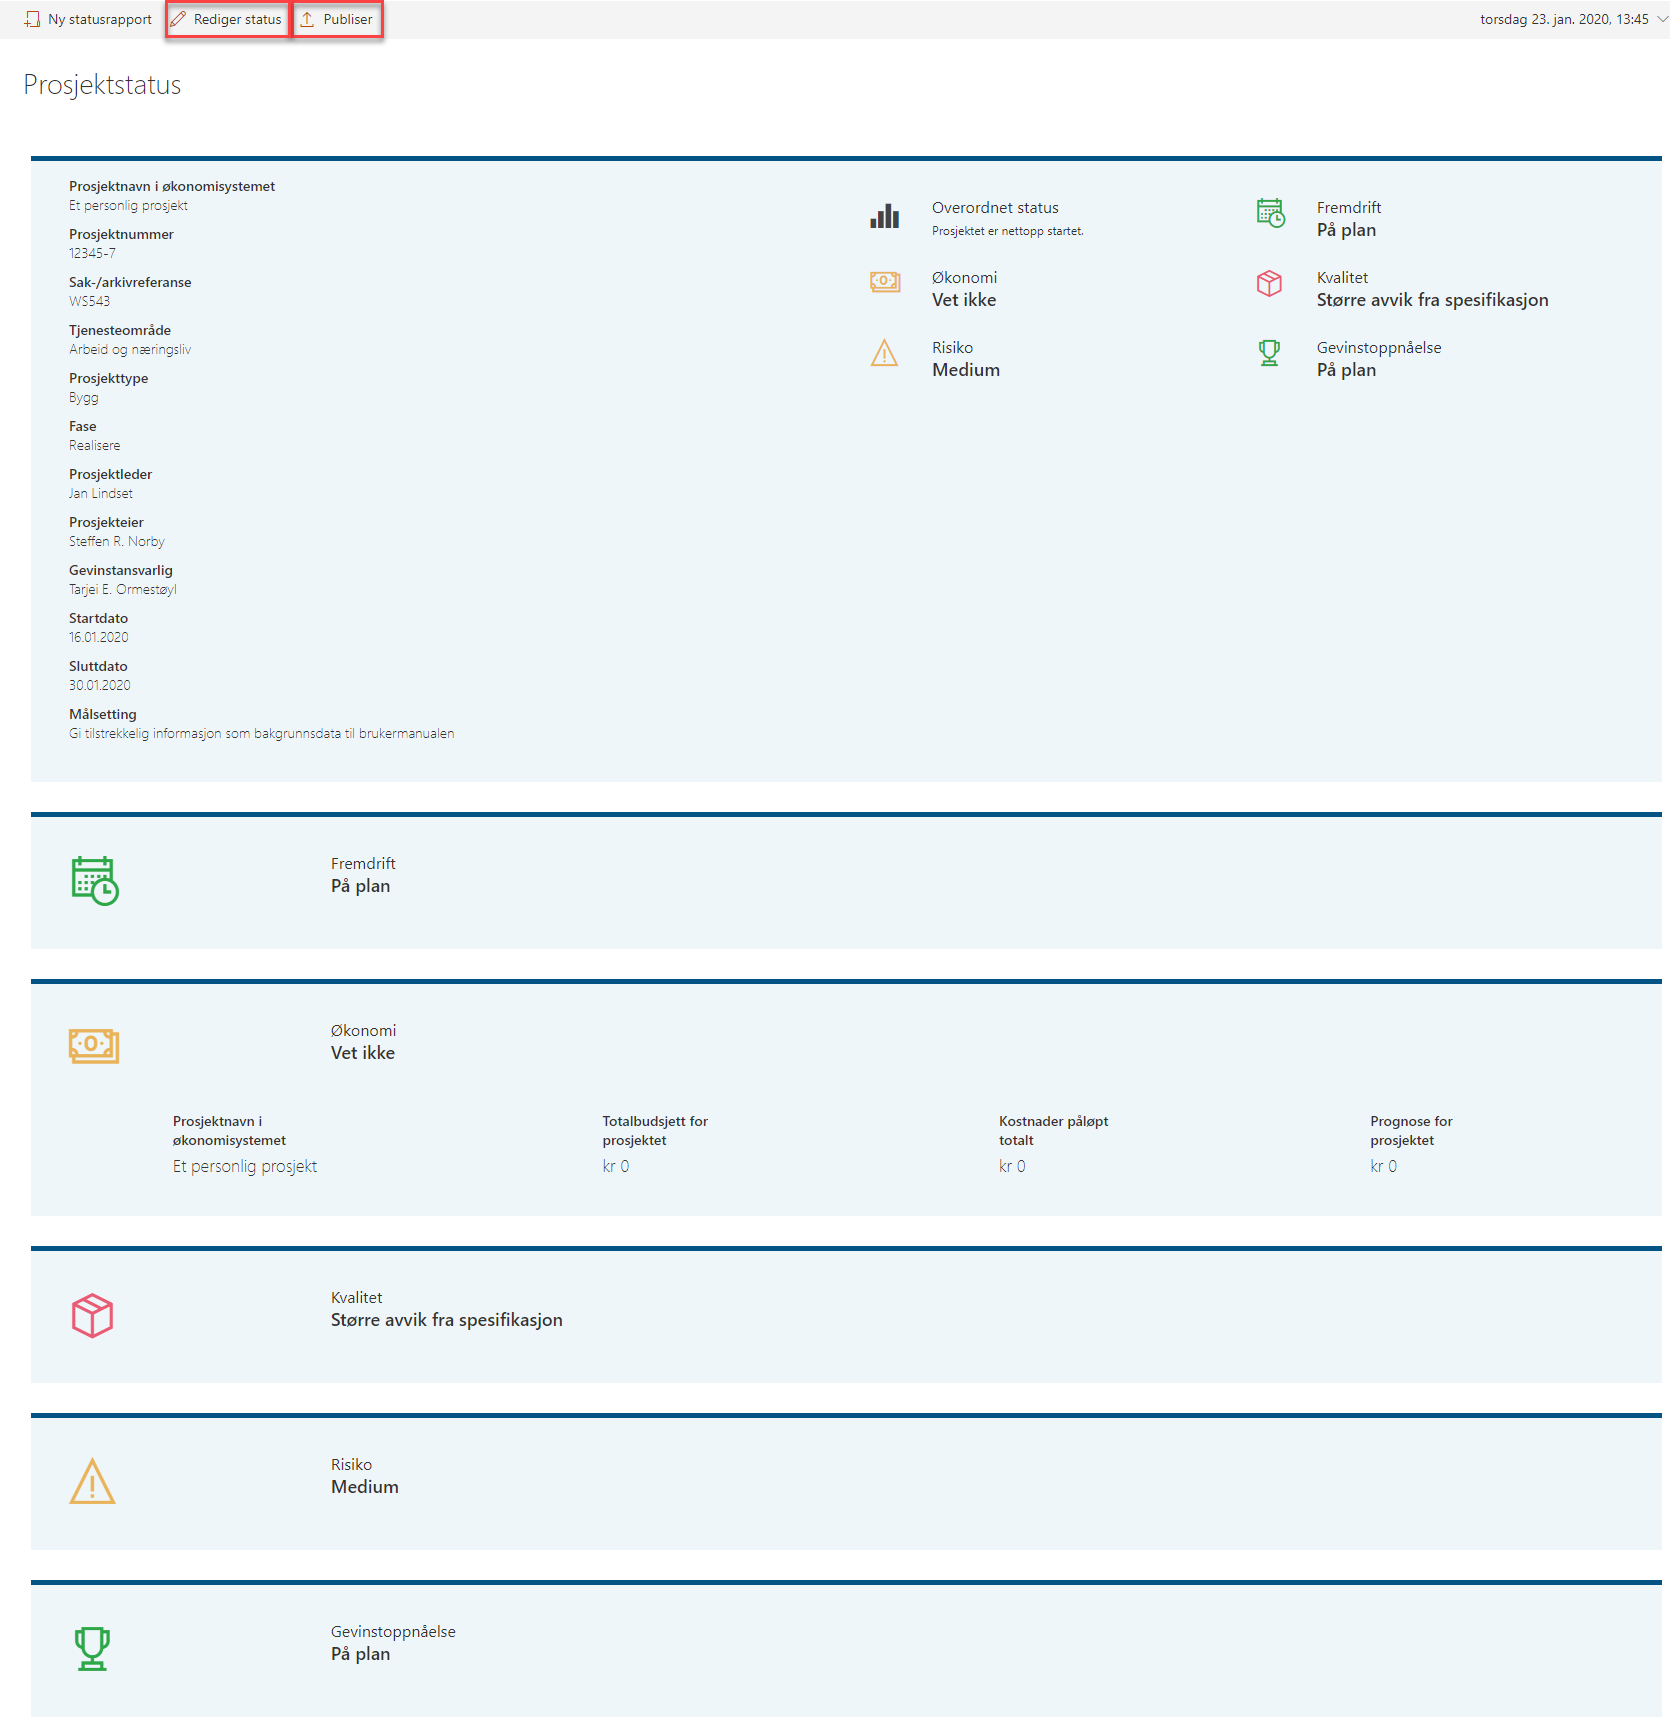 Ny statusrapport
Rediger status
Publiser
torsdag 23. jan. 2020, 13:45
Prosjektstatus
Prosjektnavn i økonomisystemet
Et personlig prosjekt
Prosjektnummer
12345-7
Sak-/arkivreferanse
WS543
Tjenesteområde
Arbeid og næringsliv
Prosjekttype
Bygg
Fase
Realisere
Prosjektleder
Jan Lindset
Prosjekteier
Steffen R. Norby
Gevinstansvarlig
Tarjei E. Ormestøyl
Startdato
16.01.2020
Sluttdato
30.01.2020
Målsetting
Gi tilstrekkelig informasjon som bakgrunnsdata til brukermanualen
Overordnet status
Prosjektet er nettopp startet.
Fremdrift
På plan
Økonomi
Vet ikke
Kvalitet
Større avvik fra spesifikasjon
Risiko
Medium
Gevinstoppnåelse
På plan
Fremdrift
På plan
Økonomi
Vet ikke
Prosjektnavn i
økonomisystemet
Et personlig prosjekt
Totalbudsjett for
prosjektet
kr 0
Kostnader påløpt
totalt
kr 0
Prognose for
prosjektet
kr 0
Kvalitet
Større avvik fra spesifikasjon
Risiko
Medium
Gevinstoppnåelse
På plan